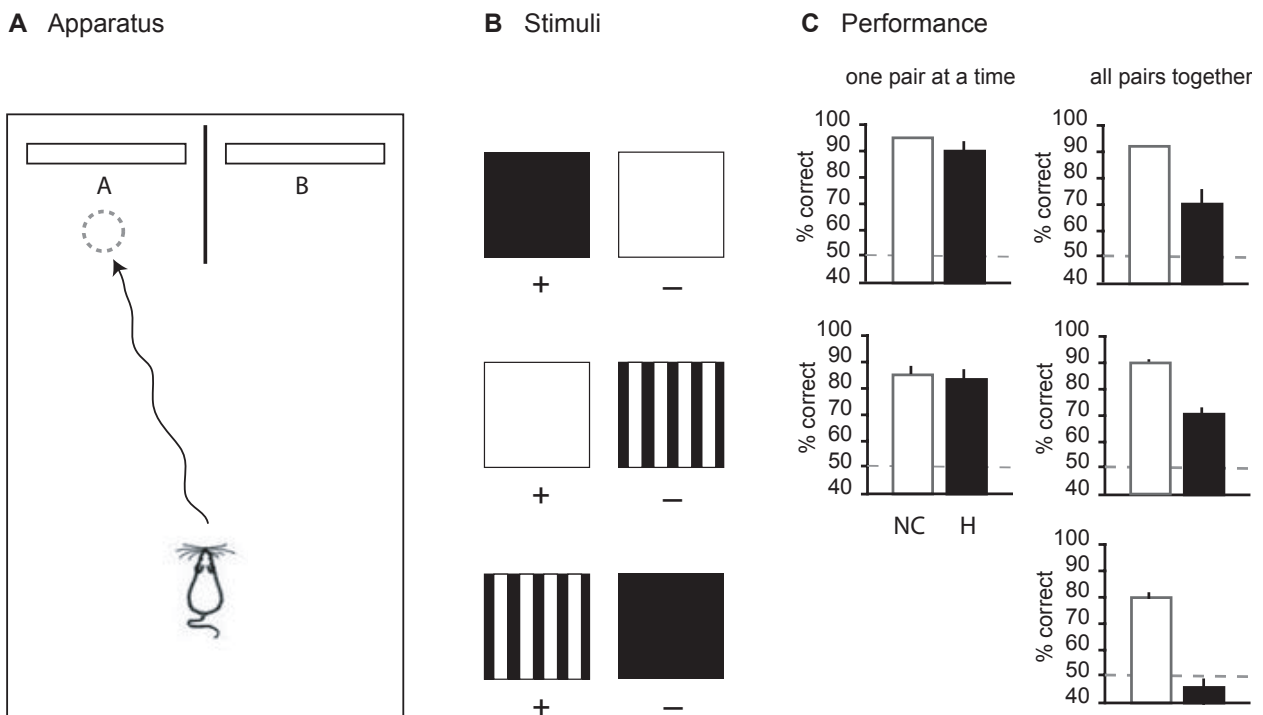 A Apparatus
A
B
B Stimuli
+ –
+ –
+ –
C Performance
one pair at a time
% correct
100
90
80
70
60
50
40
% correct
100
90
80
70
60
50
40
NC H
all pairs together
% correct
100
90
80
70
60
50
40
% correct
100
90
80
70
60
50
40
% correct
100
90
80
70
60
50
40